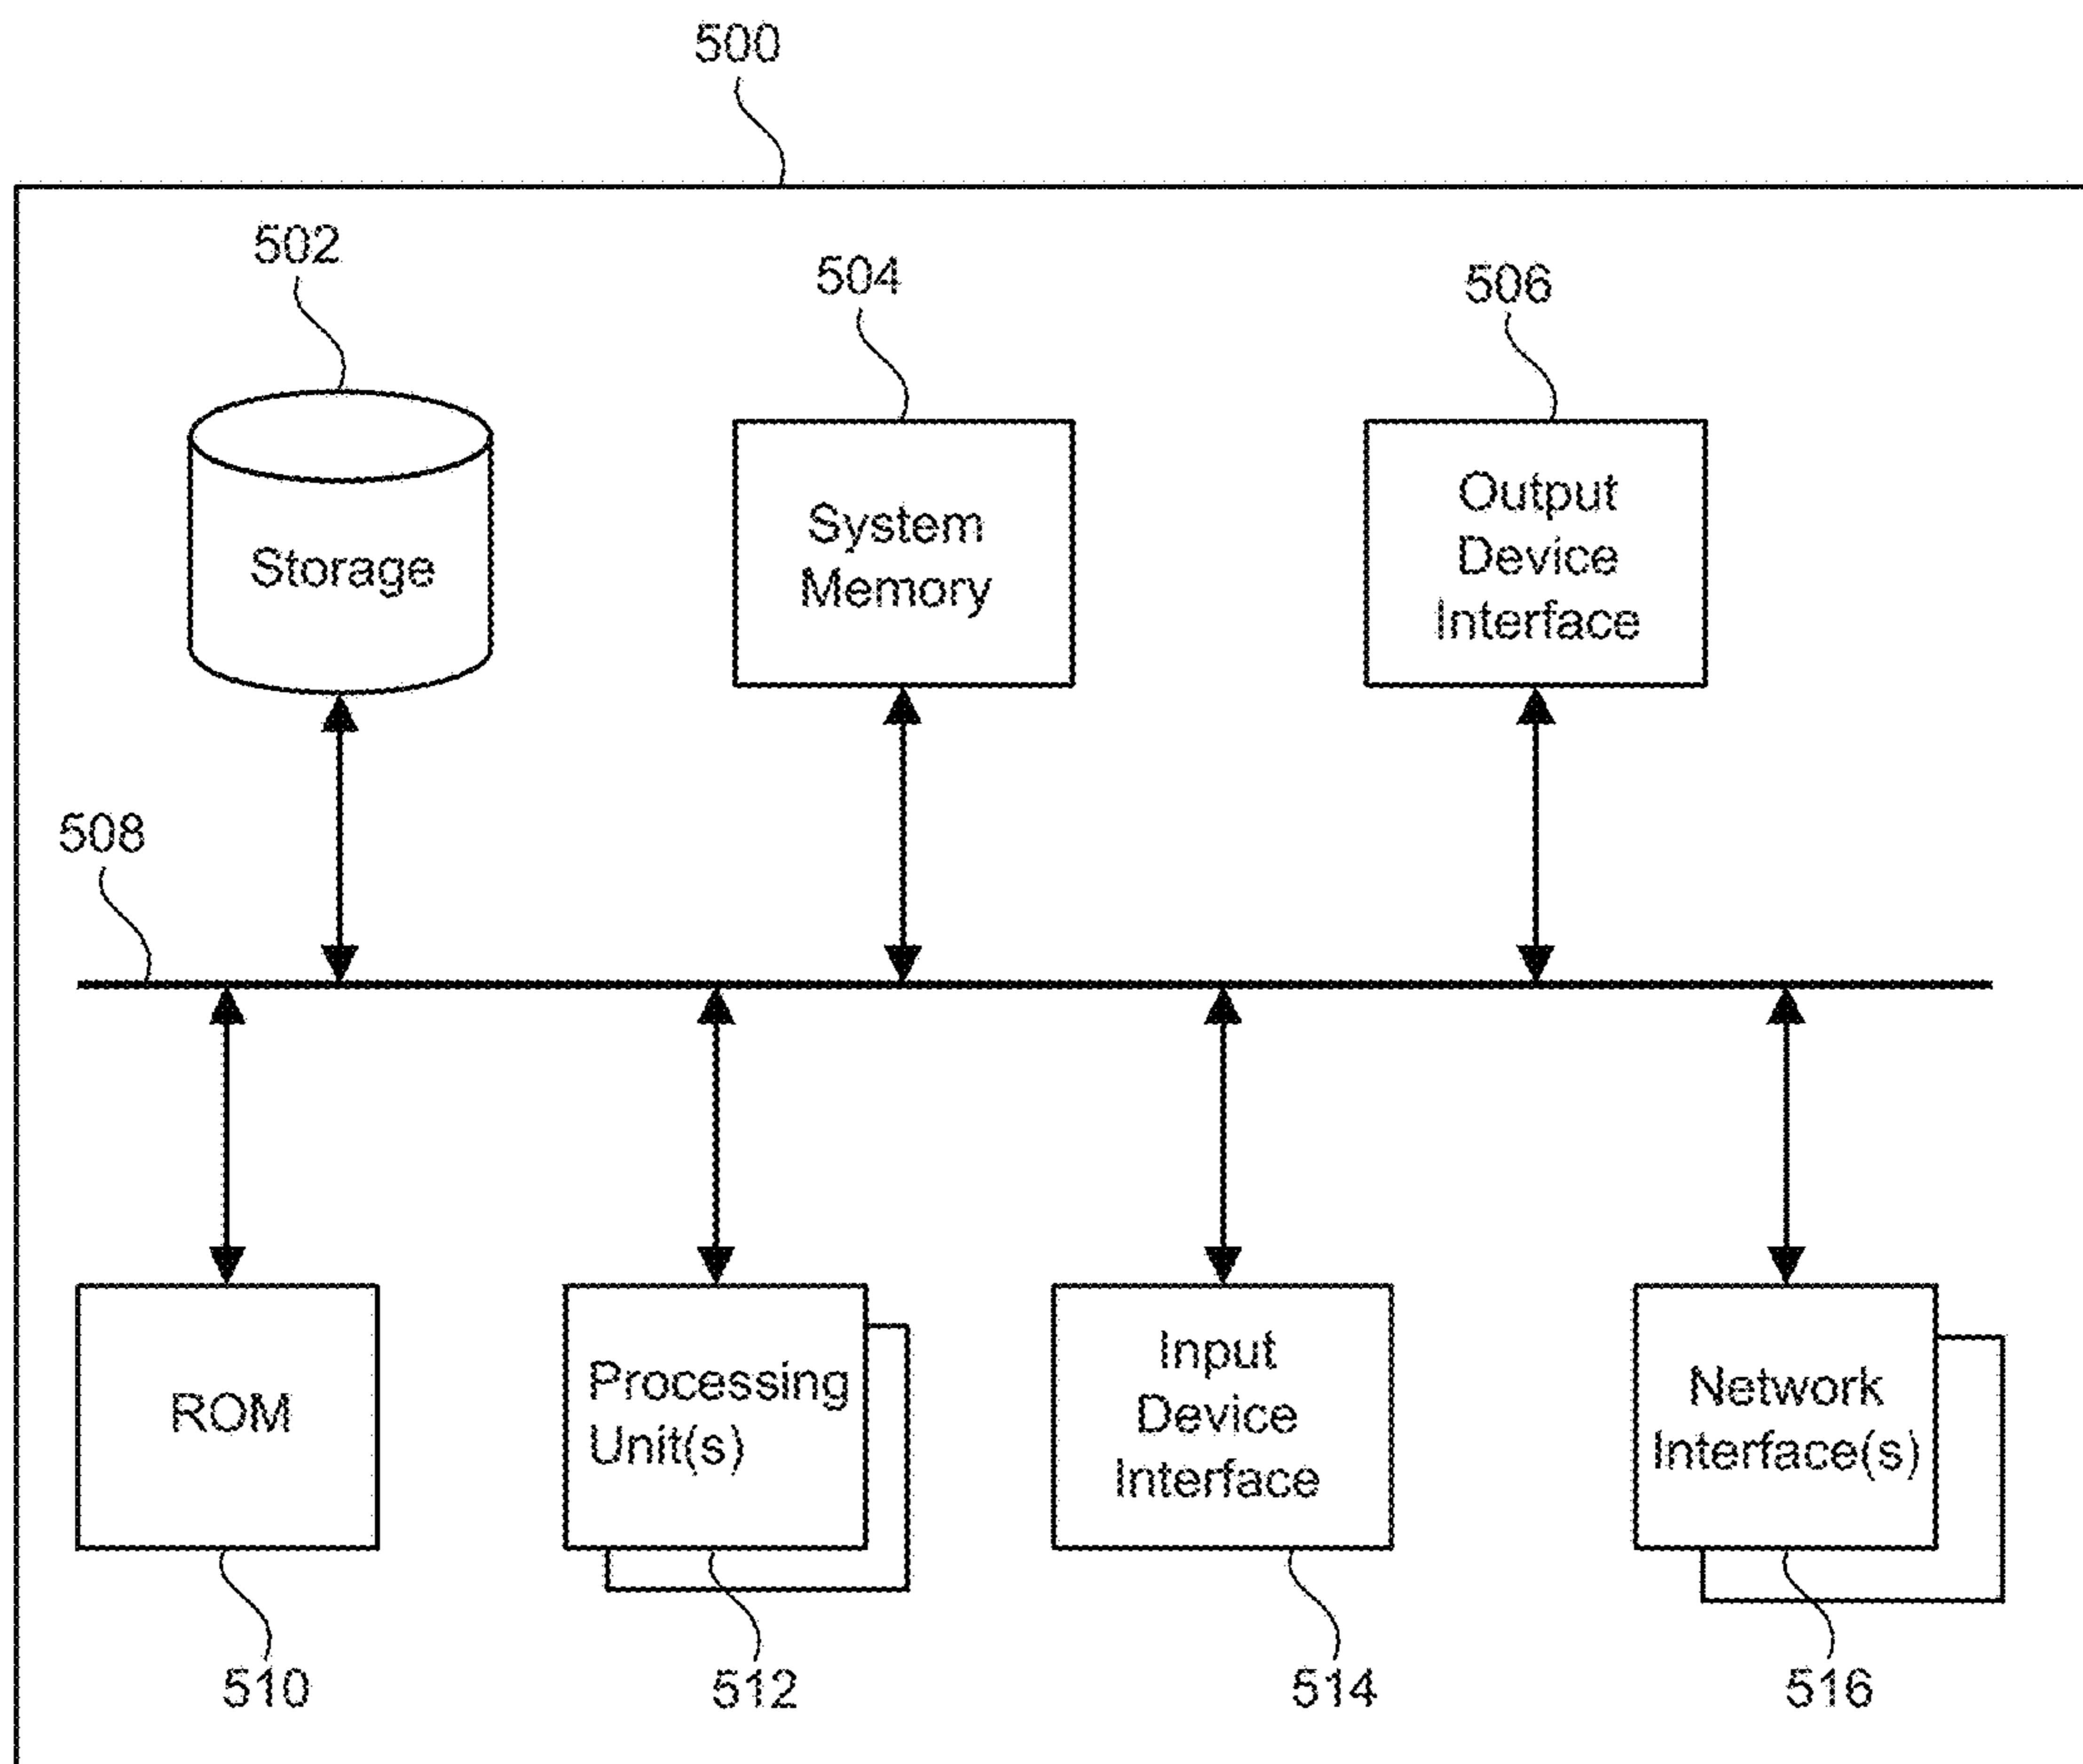 500
502
504
506
Storage
System
Memory
Output
Device
Interface
508
ROM
Processing
Unit(s)
Input
Device
Interface
Network
Interface(s)
510
512
514
516